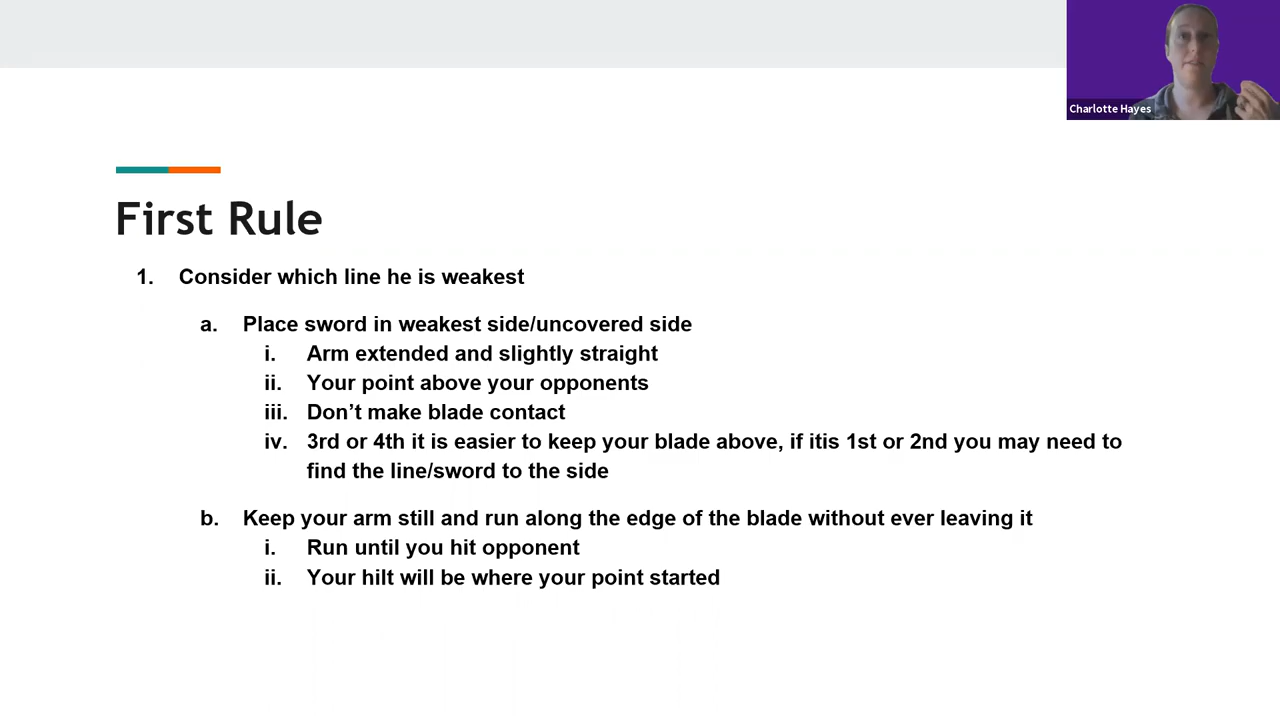 Charlotte Hayes
First Rule
1. Consider which line he is weakest
a. Place sword in weakest side/uncovered side
i. Arm extended and slightly straight
ii. Your point above your opponents
iii. Don’t make blade contact
iv. 3rd or 4th it is easier to keep your blade above, if itis 1st or 2nd you may need to
find the line/sword to the side
b. Keep your arm still and run along the edge of the blade without ever leaving it
i. Run until you hit opponent
ii. Your hilt will be where your point started